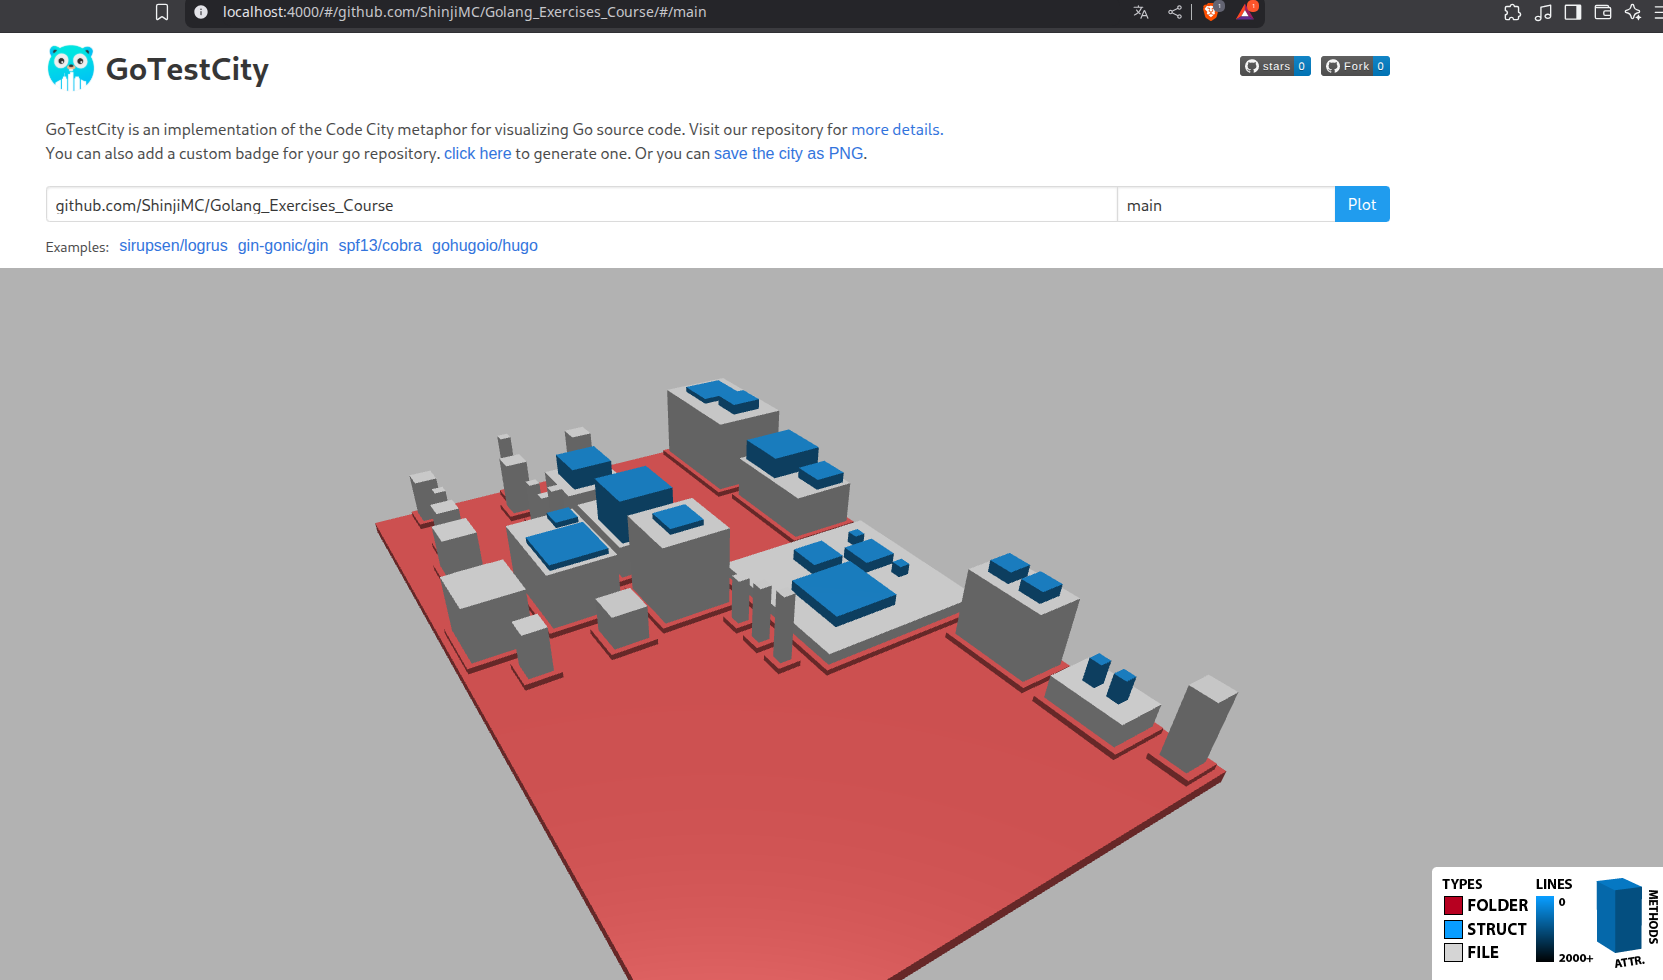 localhost:4000/#/github.com/ShinjiMC/Golang_Exercises_Course/#/main
1
1
GoTestCity
stars 0
Fork 0
GoTestCity is an implementation of the Code City metaphor for visualizing Go source code. Visit our repository for more details.
You can also add a custom badge for your go repository. click here to generate one. Or you can save the city as PNG.
github.com/ShinjiMC/Golang_Exercises_Course
main
Plot
Examples: sirupsen/logrus gin-gonic/gin spf13/cobra gohugoio/hugo
TYPES
FOLDER
STRUCT
FILE
LINES
0
2000+
METHODS
ATTR.